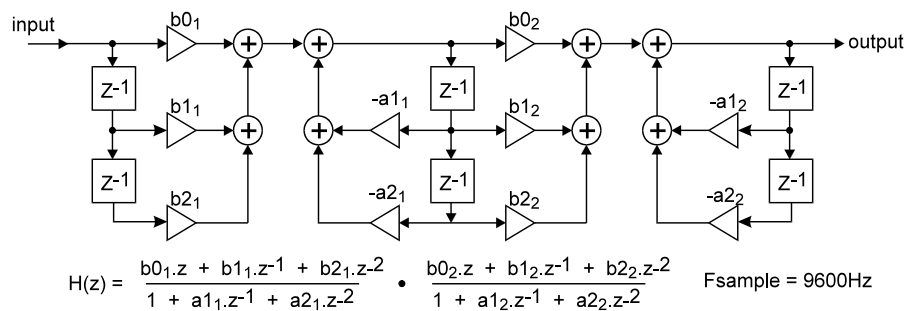 input
b0₁
b0₂
output
Z⁻¹
Z⁻¹
Z⁻¹
b1₁
-a1₁
b1₂
-a1₂
Z⁻¹
Z⁻¹
Z⁻¹
b2₁
-a2₁
b2₂
-a2₂
H(z) = b0₁.z + b1₁.z⁻¹ + b2₁.z⁻² / 1 + a1₁.z⁻¹ + a2₁.z⁻² • b0₂.z + b1₂.z⁻¹ + b2₂.z⁻² / 1 + a1₂.z⁻¹ + a2₂.z⁻² Fsample = 9600Hz